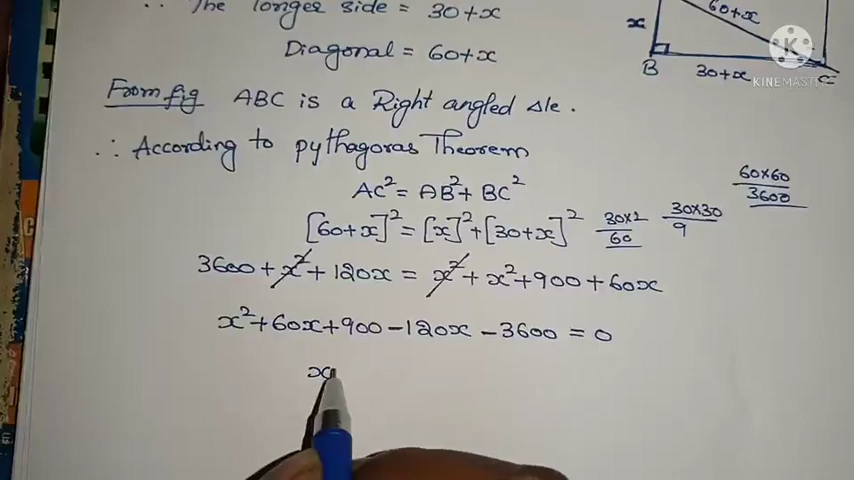 ∴ The longer side = 30+x
Diagonal = 60+x
x
60+x
B
30+x
C
KINEMASTER
From fig ABC is a Right angled Δle.
∴ According to pythagoras Theorem
AC² = AB² + BC²
[60+x]² = [x]² + [30+x]²
30×2
60
30×30
9
60×60
3600
3600 + x² + 120x = x² + x² + 900 + 60x
x² + 60x + 900 - 120x - 3600 = 0
x